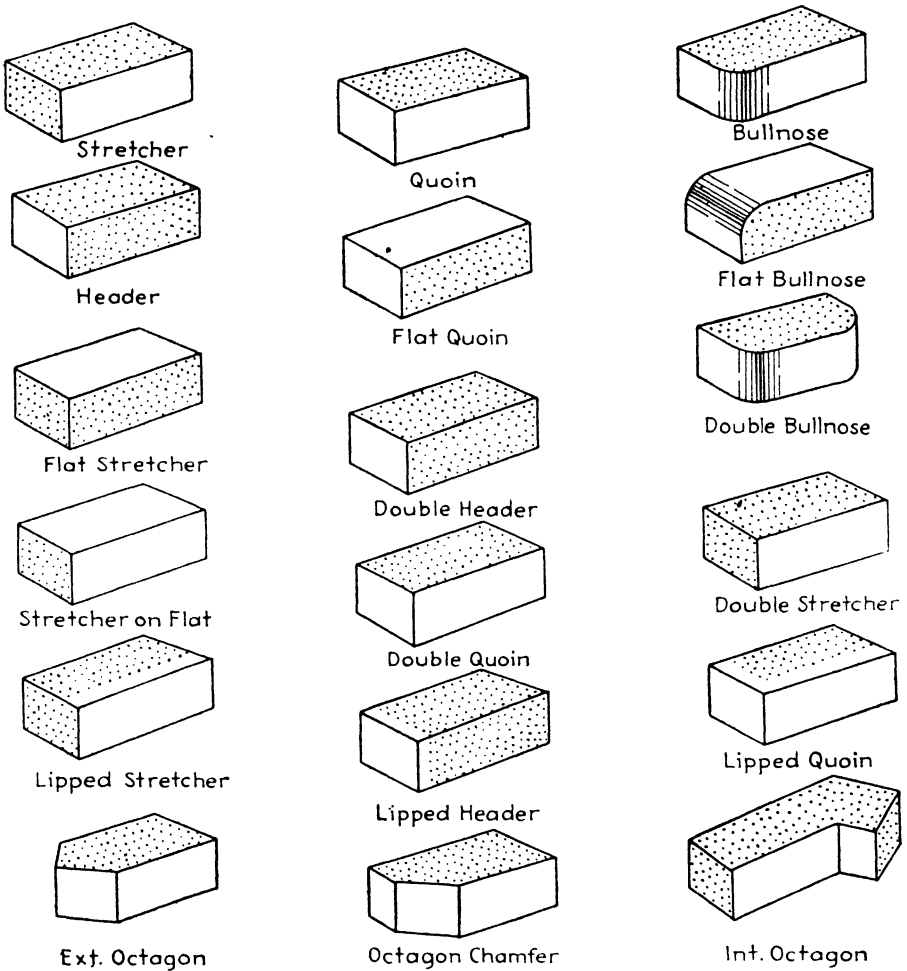 Stretcher
Header
Flat Stretcher
Stretcher on Flat
Lipped Stretcher
Ext. Octagon
Quoin
Flat Quoin
Double Header
Double Quoin
Lipped Header
Octagon Chamfer
Bullnose
Flat Bullnose
Double Bullnose
Double Stretcher
Lipped Quoin
Int. Octagon